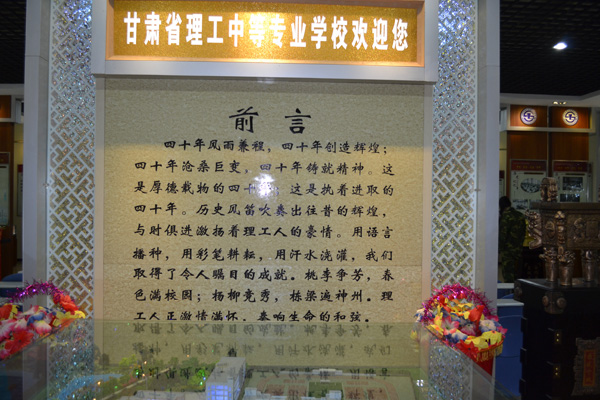 甘肃省理工中等专业学校欢迎您
前言
四十年风雨兼程，四十年创造辉煌；
四十年沧桑巨变，四十年铸就精神。这
是厚德载物的四十年；这是执着进取的
四十年。历史风笛吹奏出往昔的辉煌，
与时俱进激扬着理工人的豪情。用语言
播种，用彩笔耕耘，用汗水浇灌，我们
取得了令人瞩目的成就。桃李争芳，春
色满校园；杨柳竞秀，栋梁遍神州。理
工人正激情满怀，奏响生命的和弦。